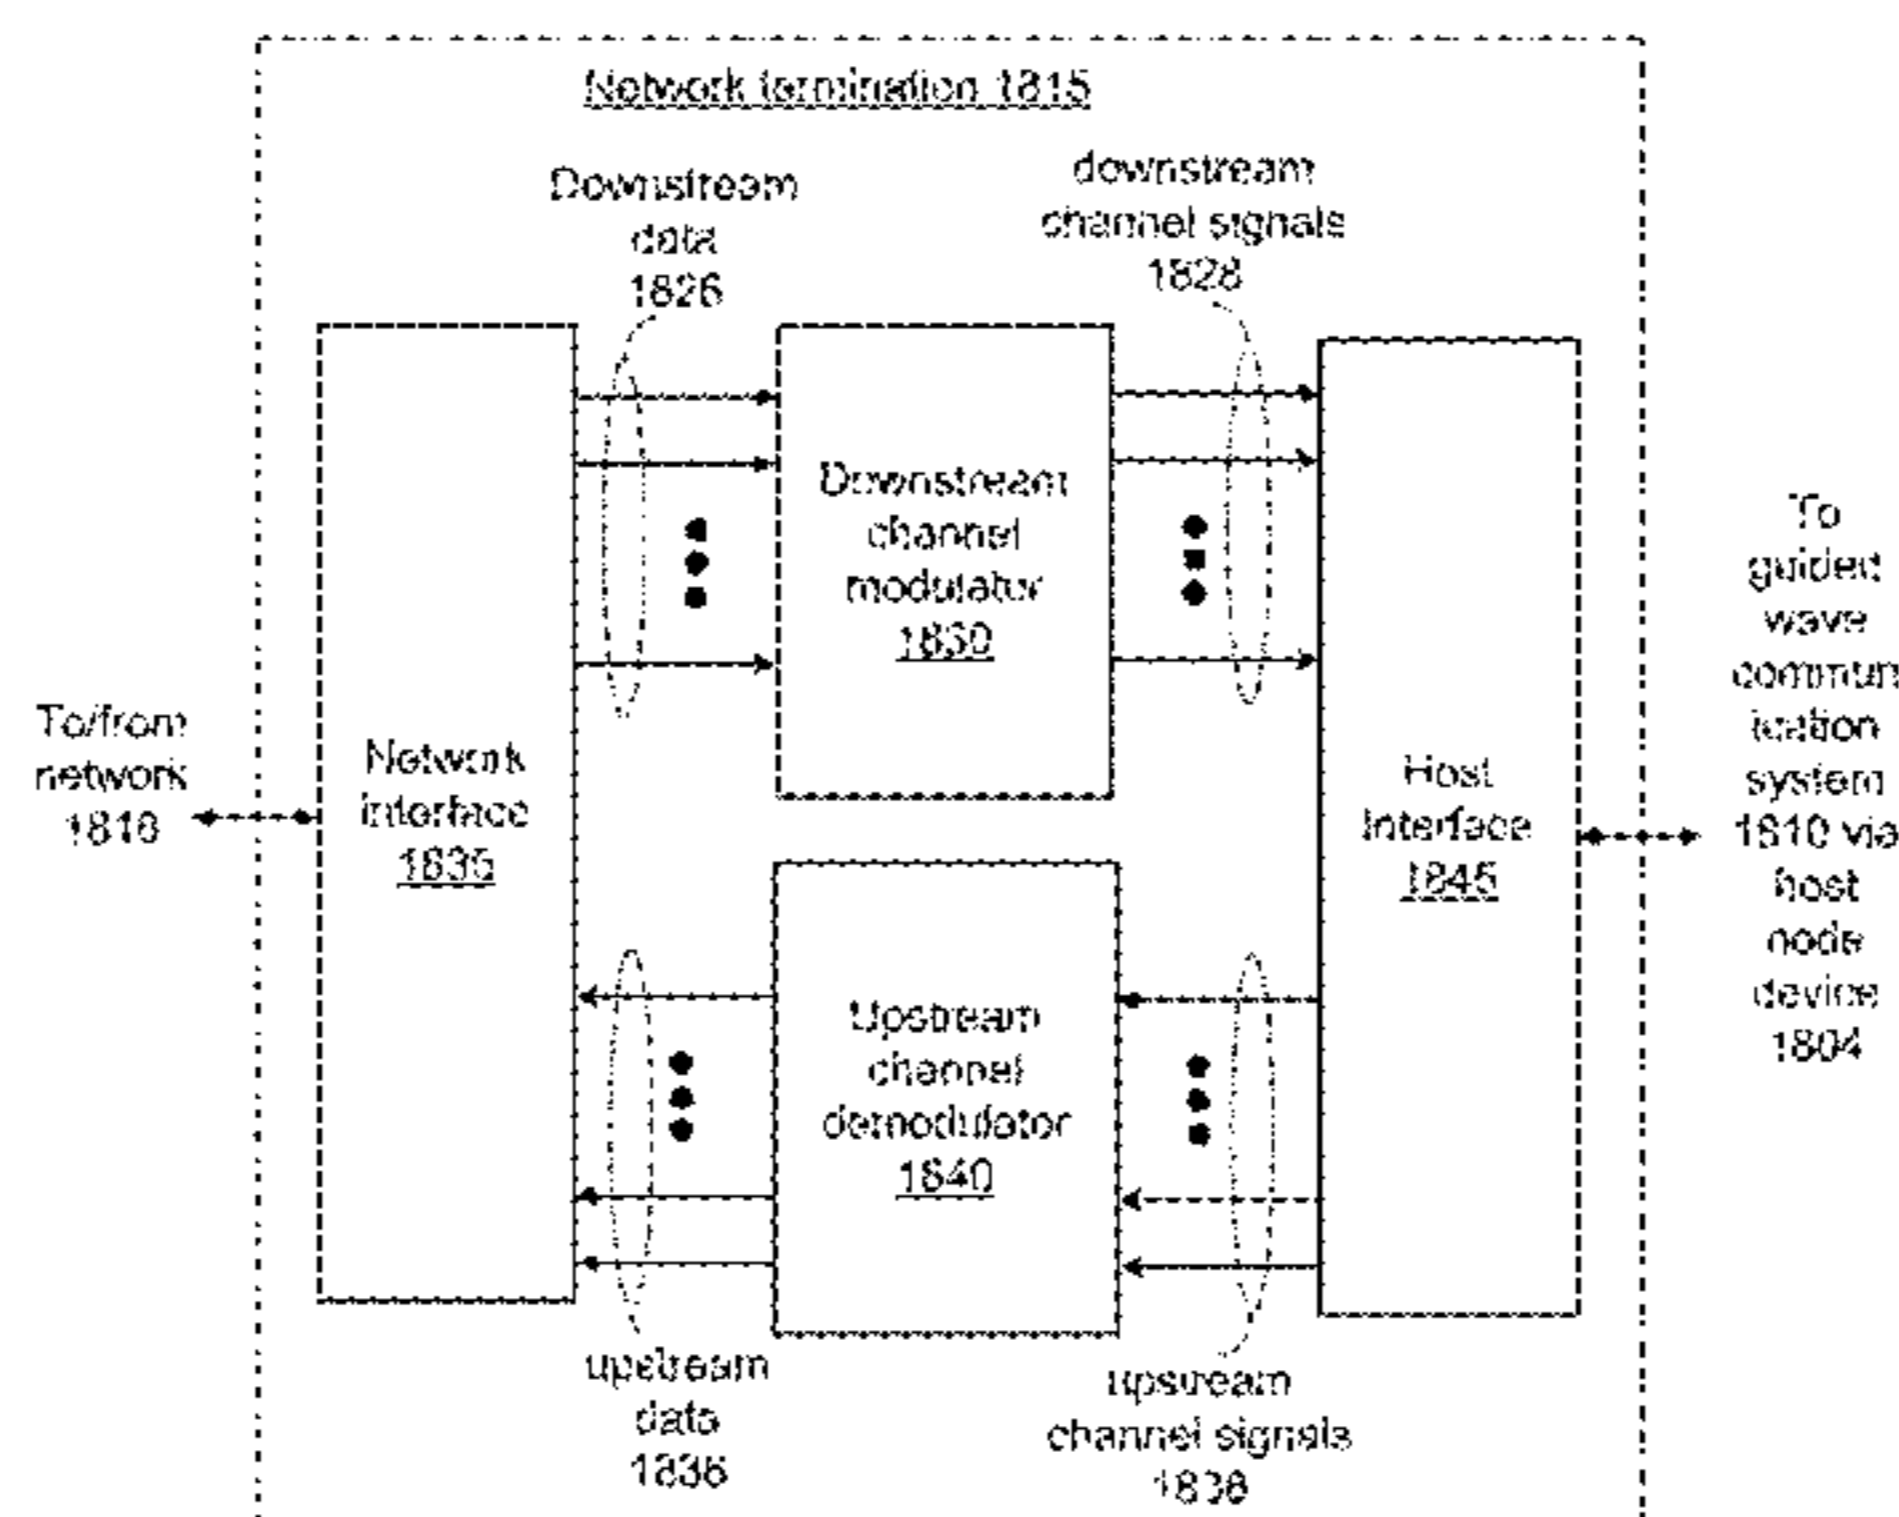 Network termination 1815
Downstream
data
1826
downstream
channel signals
1828
Downstream
channel
modulator
1830
To/from
network
1818
Network
interface
1835
Host
Interface
1845
To
guided
wave
commun
ication
system
1810 via
host
node
device
1804
Upstream
channel
demodulator
1840
upstream
data
1836
upstream
channel signals
1838